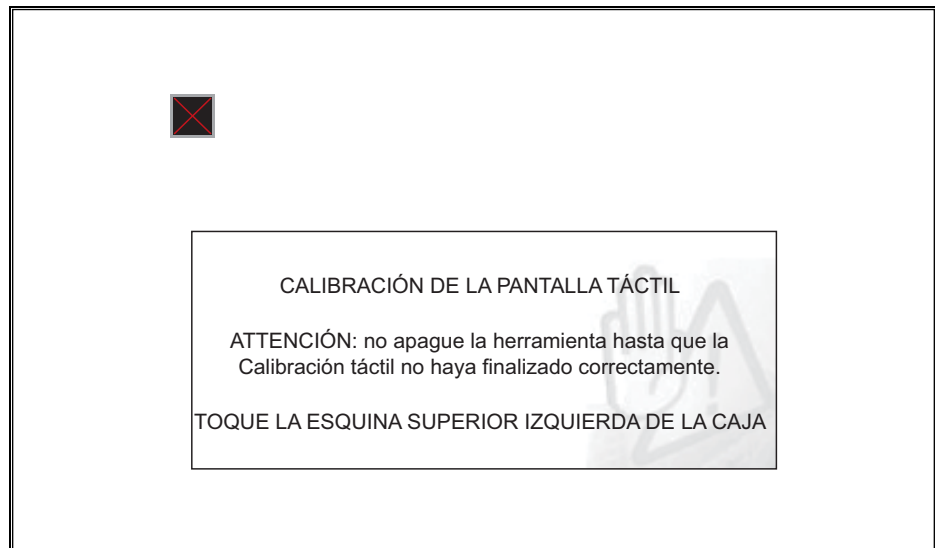 CALIBRACIÓN DE LA PANTALLA TÁCTIL
ATTENCIÓN: no apague la herramienta hasta que la
Calibración táctil no haya finalizado correctamente.
TOQUE LA ESQUINA SUPERIOR IZQUIERDA DE LA CAJA